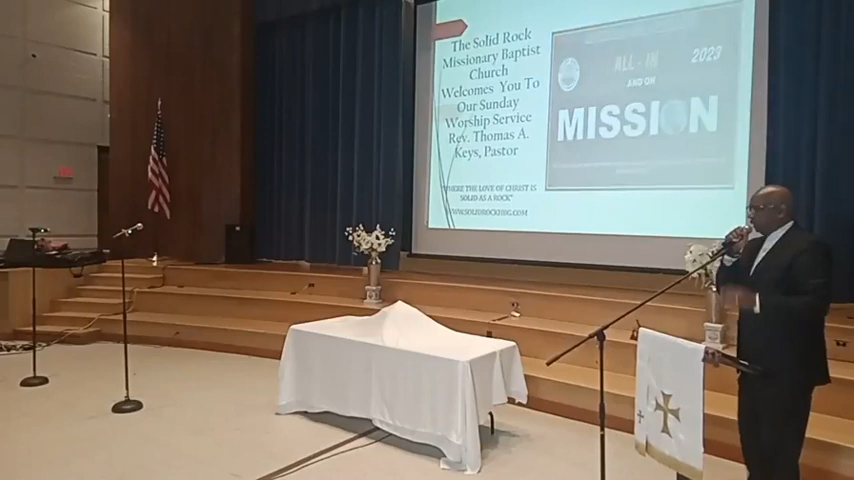 The Solid Rock
Missionary Baptist
Church
Welcomes You To
Our Sunday
Worship Service
Rev. Thomas A.
Keys, Pastor
WHERE THE LOVE OF CHRIST IS
"SOLID AS A ROCK"
ALL - IN
2023
AND ON
MISSION